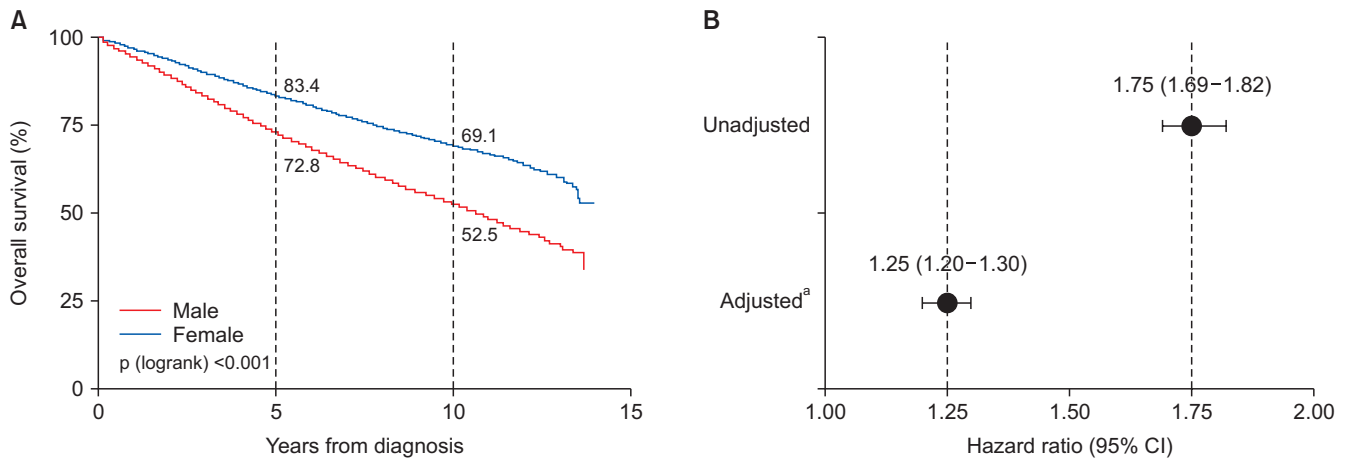 A
100
75
50
25
0
Overall survival (%)
83.4
72.8
69.1
52.5
Male
Female
p (logrank) <0.001
0
5
10
15
Years from diagnosis
B
Unadjusted
1.75 (1.69–1.82)
Adjustedª
1.25 (1.20–1.30)
1.00
1.25
1.50
1.75
2.00
Hazard ratio (95% CI)